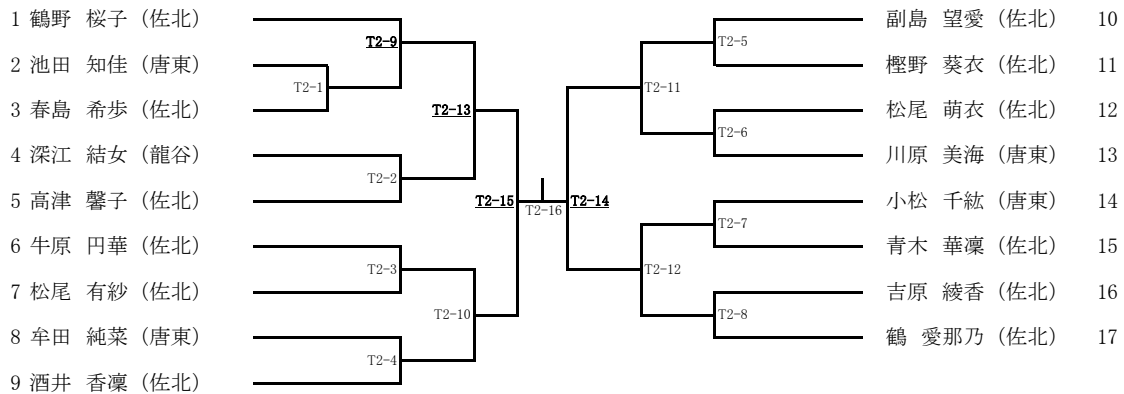 1 鶴野 桜子 (佐北)
副島 望愛 (佐北) 10
T2-9
T2-5
2 池田 知佳 (唐東)
樫野 葵衣 (佐北) 11
T2-1
T2-11
3 春島 希歩 (佐北)
T2-13
松尾 萌衣 (佐北) 12
T2-6
4 深江 結女 (龍谷)
川原 美海 (唐東) 13
T2-2
5 高津 馨子 (佐北)
T2-15
T2-16
T2-14
小松 千紘 (唐東) 14
T2-7
6 牛原 円華 (佐北)
青木 華凜 (佐北) 15
T2-3
T2-12
7 松尾 有紗 (佐北)
吉原 綾香 (佐北) 16
T2-10
T2-8
8 牟田 純菜 (唐東)
鶴 愛那乃 (佐北) 17
T2-4
9 酒井 香凜 (佐北)